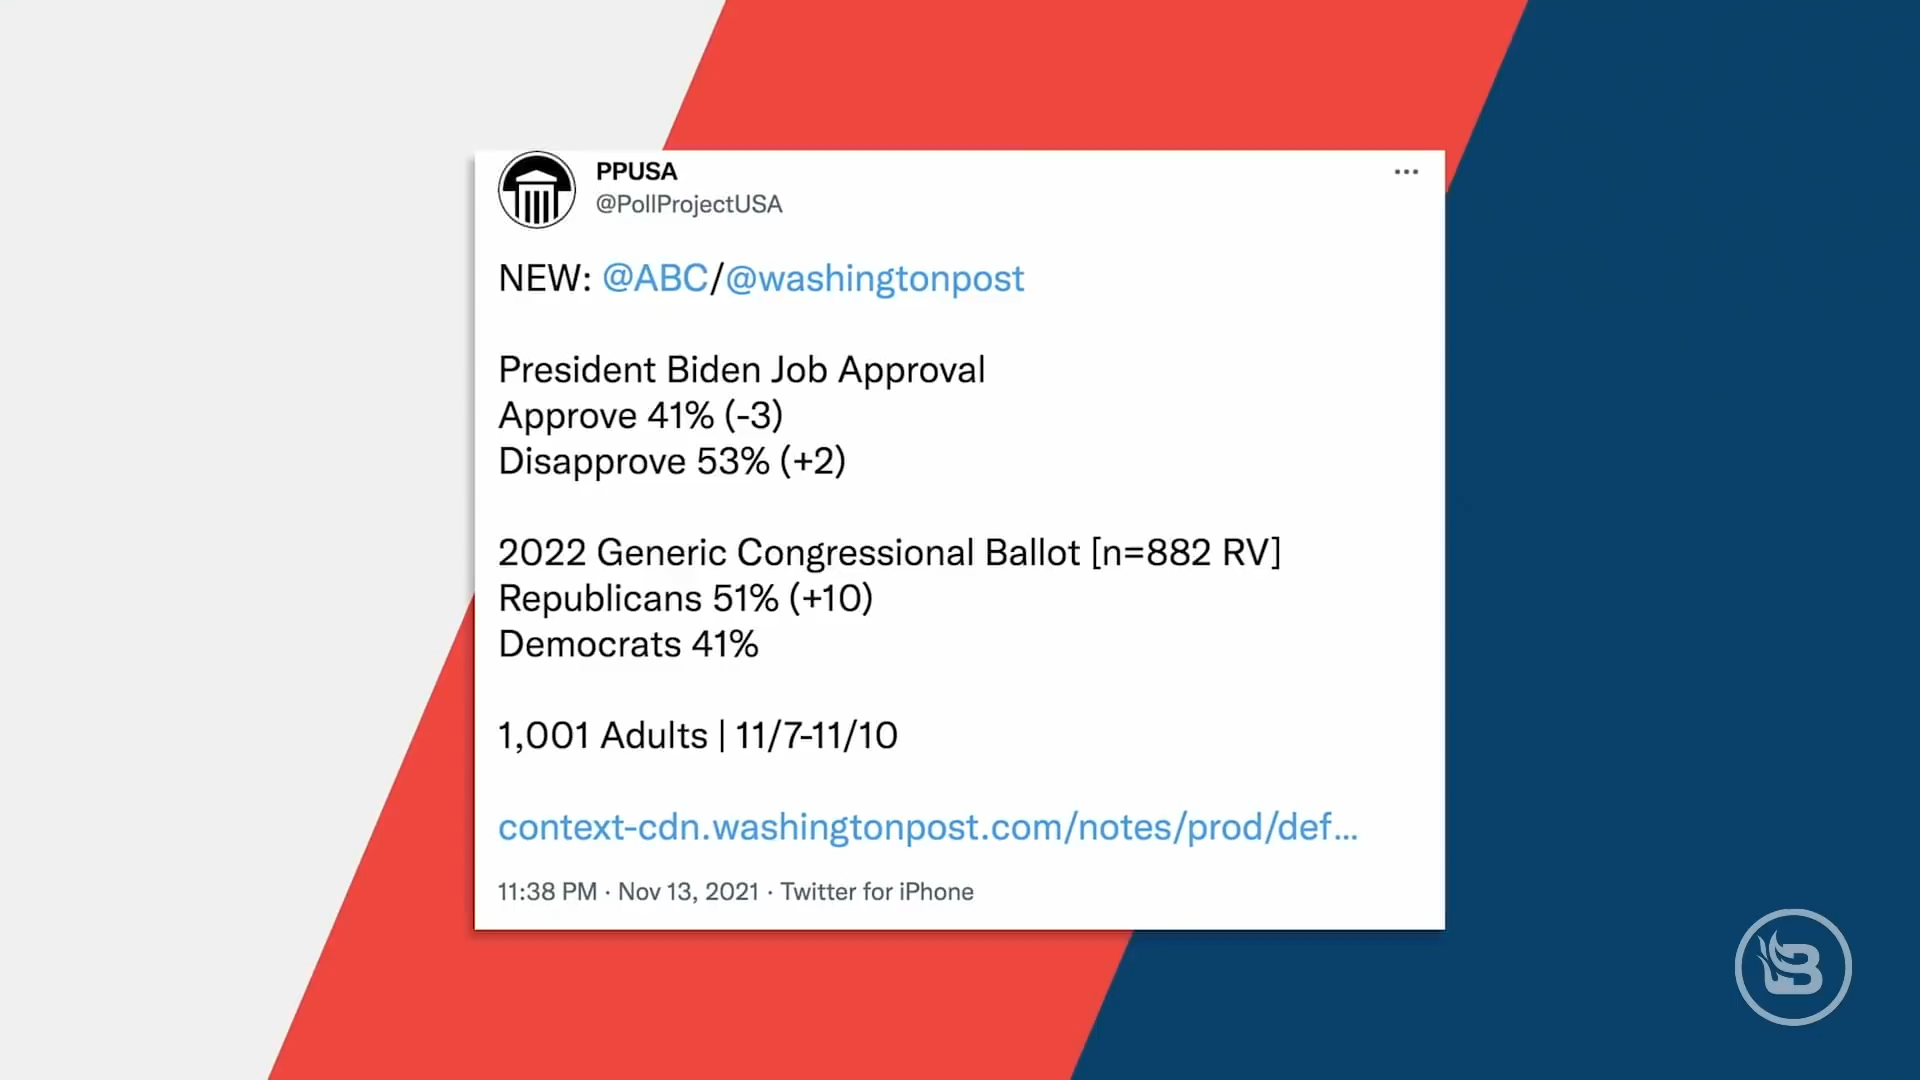 PPUSA
@PollProjectUSA
NEW: @ABC/@washingtonpost
President Biden Job Approval
Approve 41% (-3)
Disapprove 53% (+2)
2022 Generic Congressional Ballot [n=882 RV]
Republicans 51% (+10)
Democrats 41%
1,001 Adults | 11/7-11/10
context-cdn.washingtonpost.com/notes/prod/def...
11:38 PM · Nov 13, 2021 · Twitter for iPhone
B